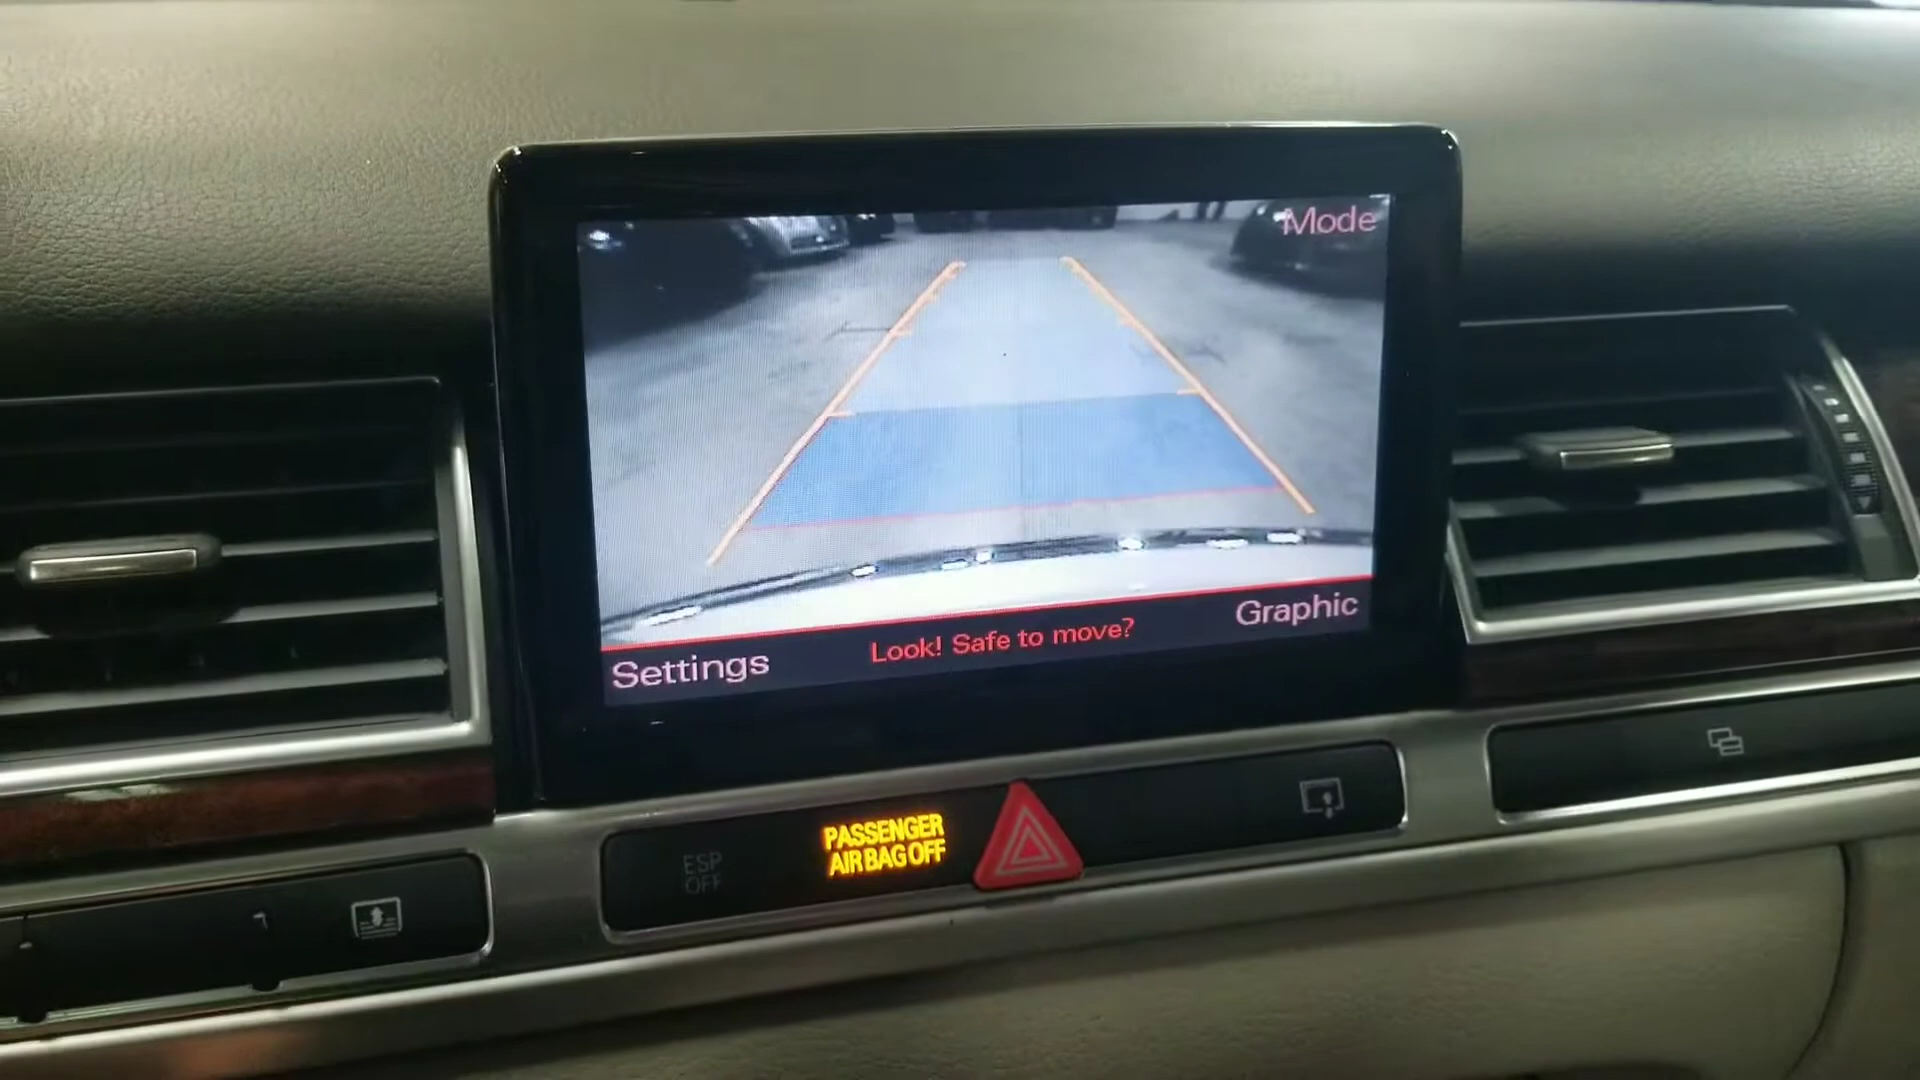 Mode
Graphic
Look! Safe to move?
Settings
PASSENGER
AIR BAG OFF
ESP
OFF